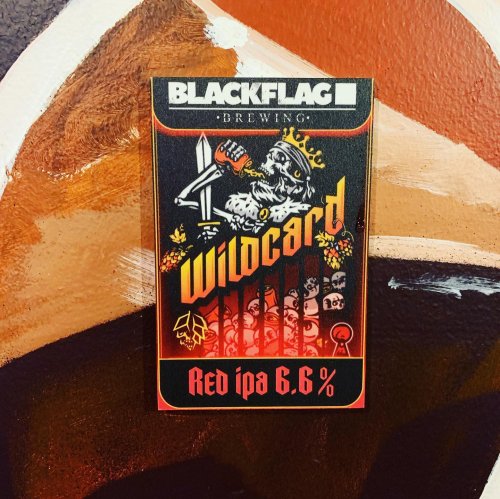 BLACKFLAG
·BREWING·
Wildcard
Red ipa 6.6%